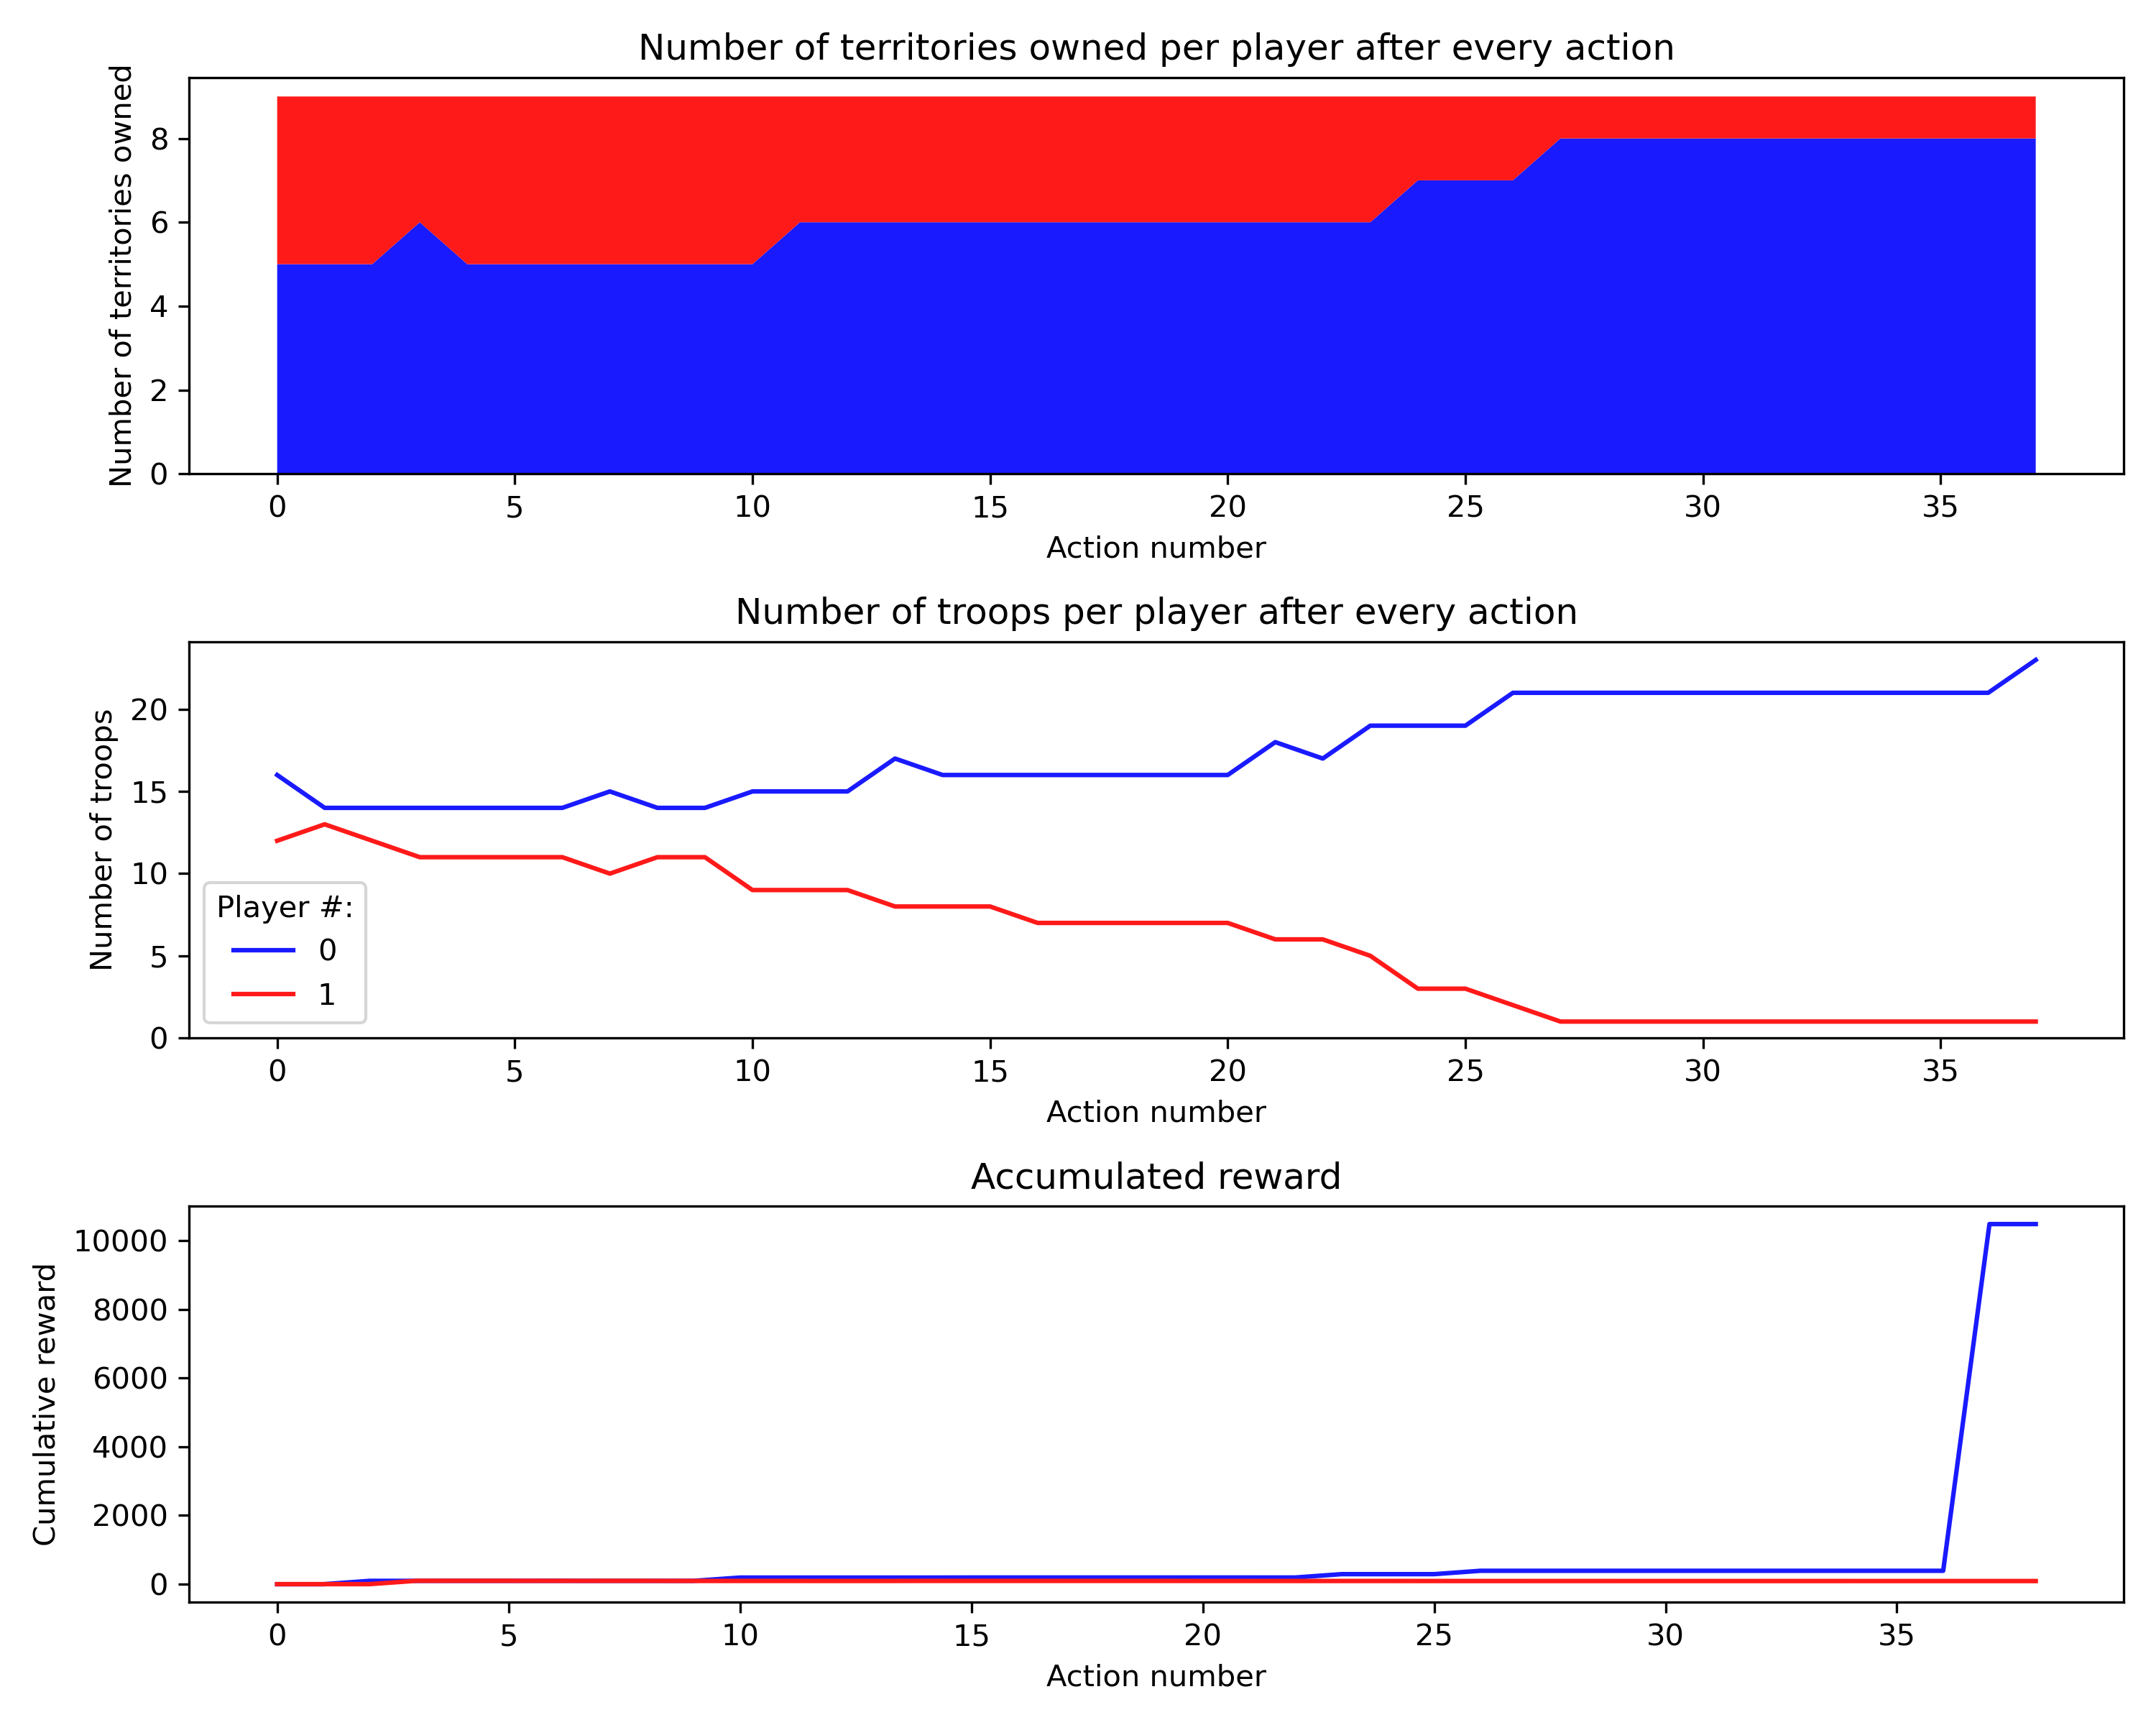 Number of territories owned per player after every action
Number of territories owned
8
6
4
2
0
0 5 10 15 20 25 30 35
Action number
Number of troops per player after every action
Number of troops
20
15
10
5
0
Player #:
0
1
0 5 10 15 20 25 30 35
Action number
Accumulated reward
Cumulative reward
10000
8000
6000
4000
2000
0
0 5 10 15 20 25 30 35
Action number